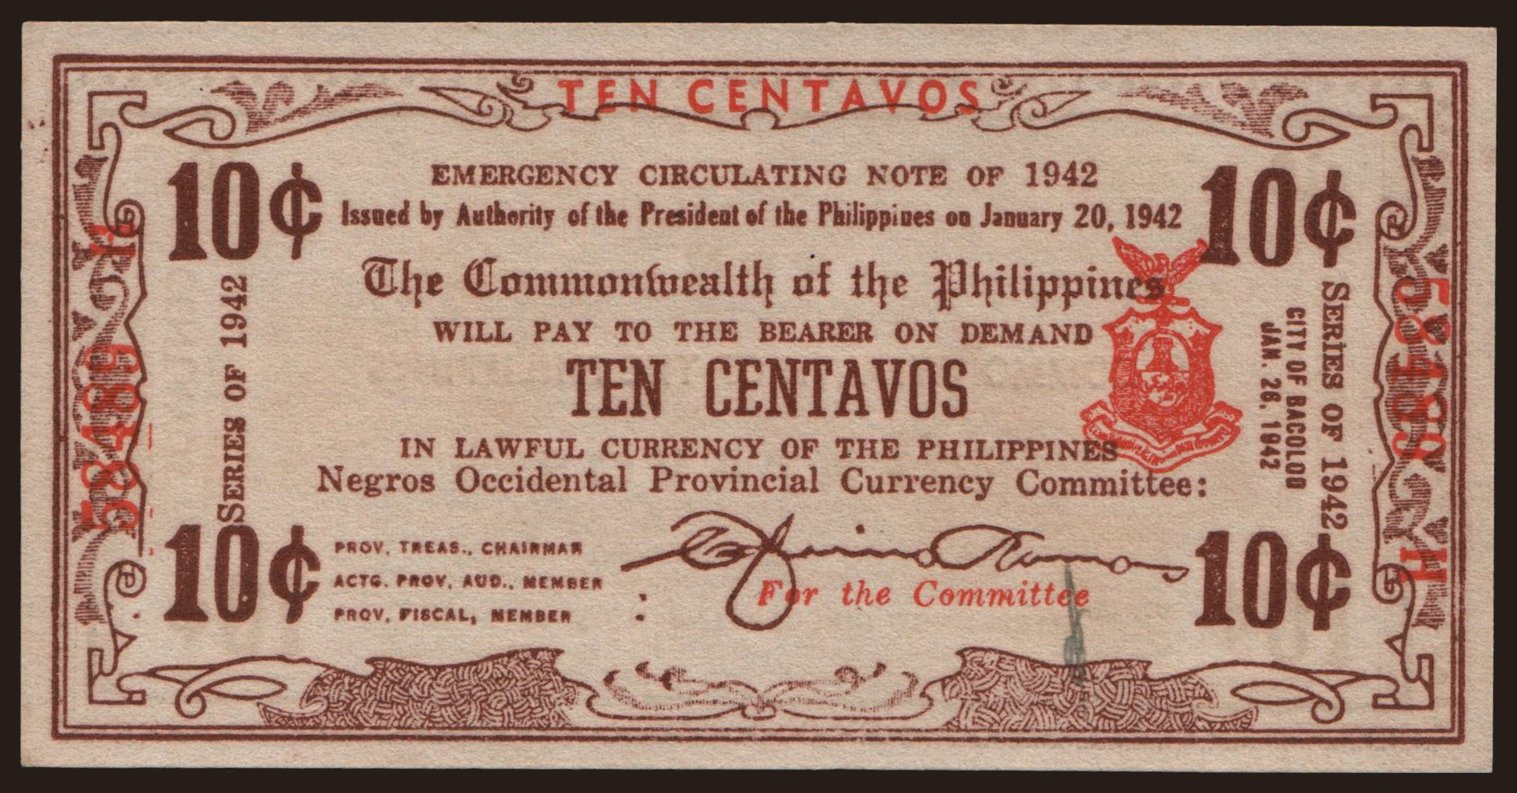 TEN CENTAVOS
EMERGENCY CIRCULATING NOTE OF 1942
Issued by Authority of the President of the Philippines on January 20, 1942
10¢
10¢
The Commonwealth of the Philippines
WILL PAY TO THE BEARER ON DEMAND
TEN CENTAVOS
IN LAWFUL CURRENCY OF THE PHILIPPINES
Negros Occidental Provincial Currency Committee:
SERIES OF 1942
58489 H
SERIES OF 1942
CITY OF BACOLOD
JAN. 26, 1942
58489 H
10¢
PROV. TREAS., CHAIRMAN
ACTG. PROV. AUD., MEMBER
PROV. FISCAL, MEMBER
:
For the Committee
10¢